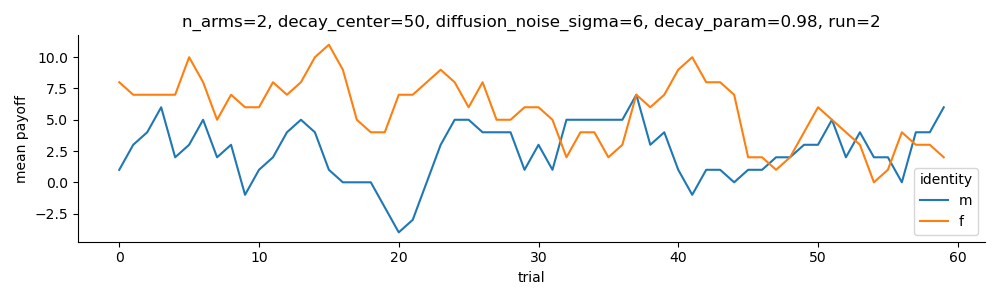 n_arms=2, decay_center=50, diffusion_noise_sigma=6, decay_param=0.98, run=2
mean payoff
10.0
7.5
5.0
2.5
0.0
−2.5
identity
m
f
0 10 20 30 40 50 60
trial